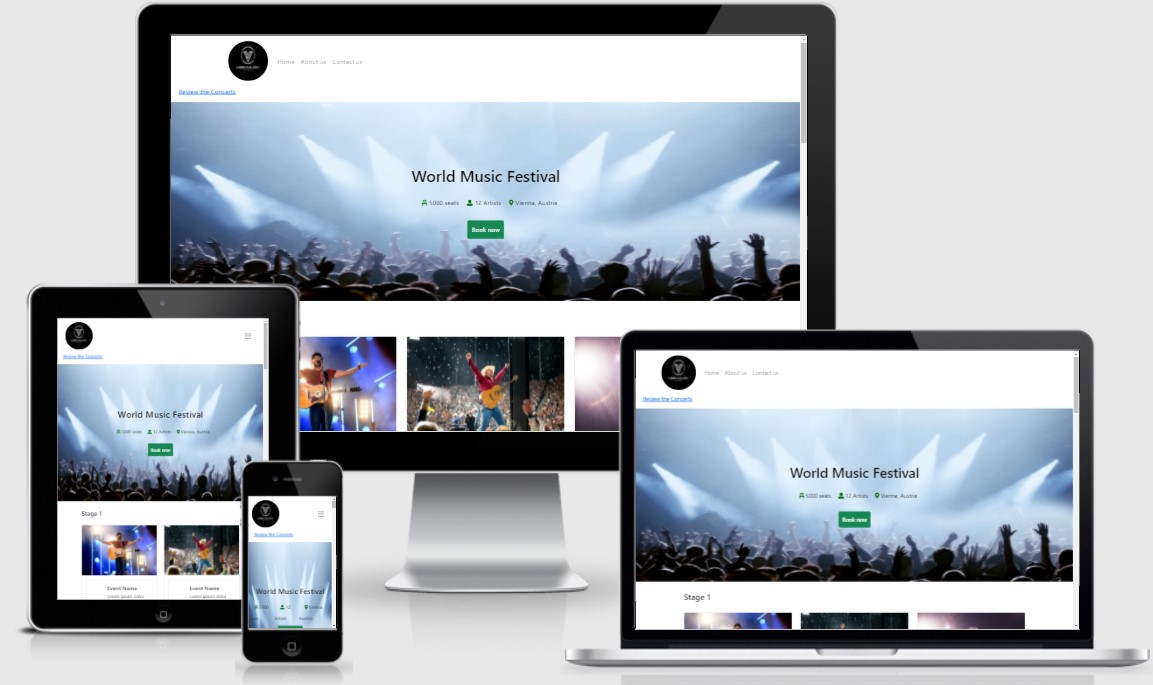 Home About us Contact us
Review the Concerts
World Music Festival
5000 seats 12 Artists Vienna, Austria
Book now
Review the Concerts
World Music Festival
5000 seats 12 Artists Vienna, Austria
Book now
Stage 1
Event Name Event Name
Lorem ipsum dolor Lorem ipsum dolor
Review the Concerts
World Music Festival
5000 12 Vienna,
Artists Austria
Home About us Contact us
Review the Concerts
World Music Festival
5000 seats 12 Artists Vienna, Austria
Book now
Stage 1